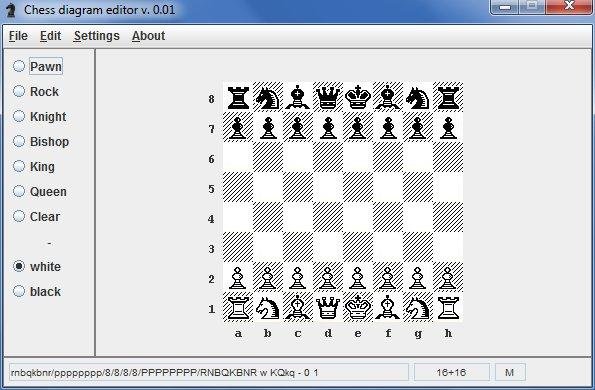 Chess diagram editor v. 0.01
File Edit Settings About
Pawn
Rock
Knight
Bishop
King
Queen
Clear
-
white
black
8
7
6
5
4
3
2
1
a b c d e f g h
rnbqkbnr/pppppppp/8/8/8/8/PPPPPPPP/RNBQKBNR w KQkq - 0 1
16+16
M